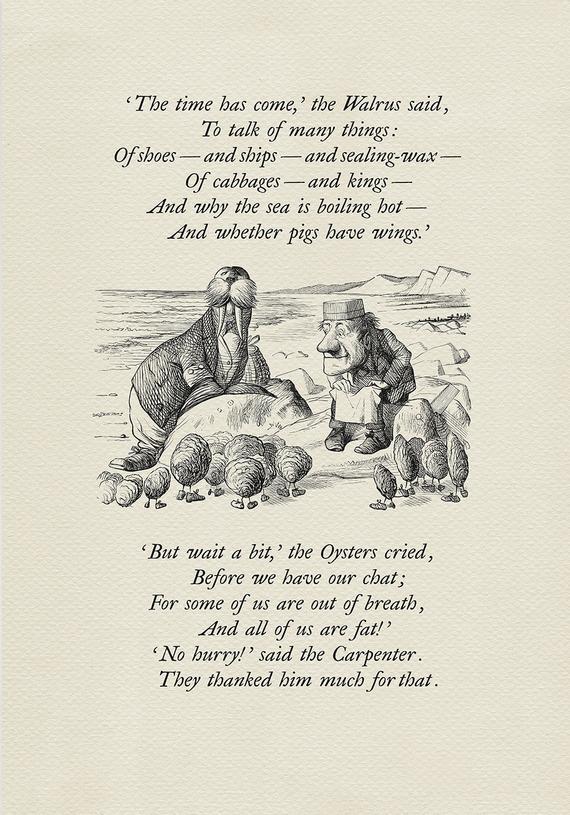 ‘The time has come,’ the Walrus said,
To talk of many things:
Of shoes — and ships — and sealing-wax —
Of cabbages — and kings —
And why the sea is boiling hot —
And whether pigs have wings.’
‘But wait a bit,’ the Oysters cried,
Before we have our chat;
For some of us are out of breath,
And all of us are fat!’
‘No hurry!’ said the Carpenter.
They thanked him much for that.